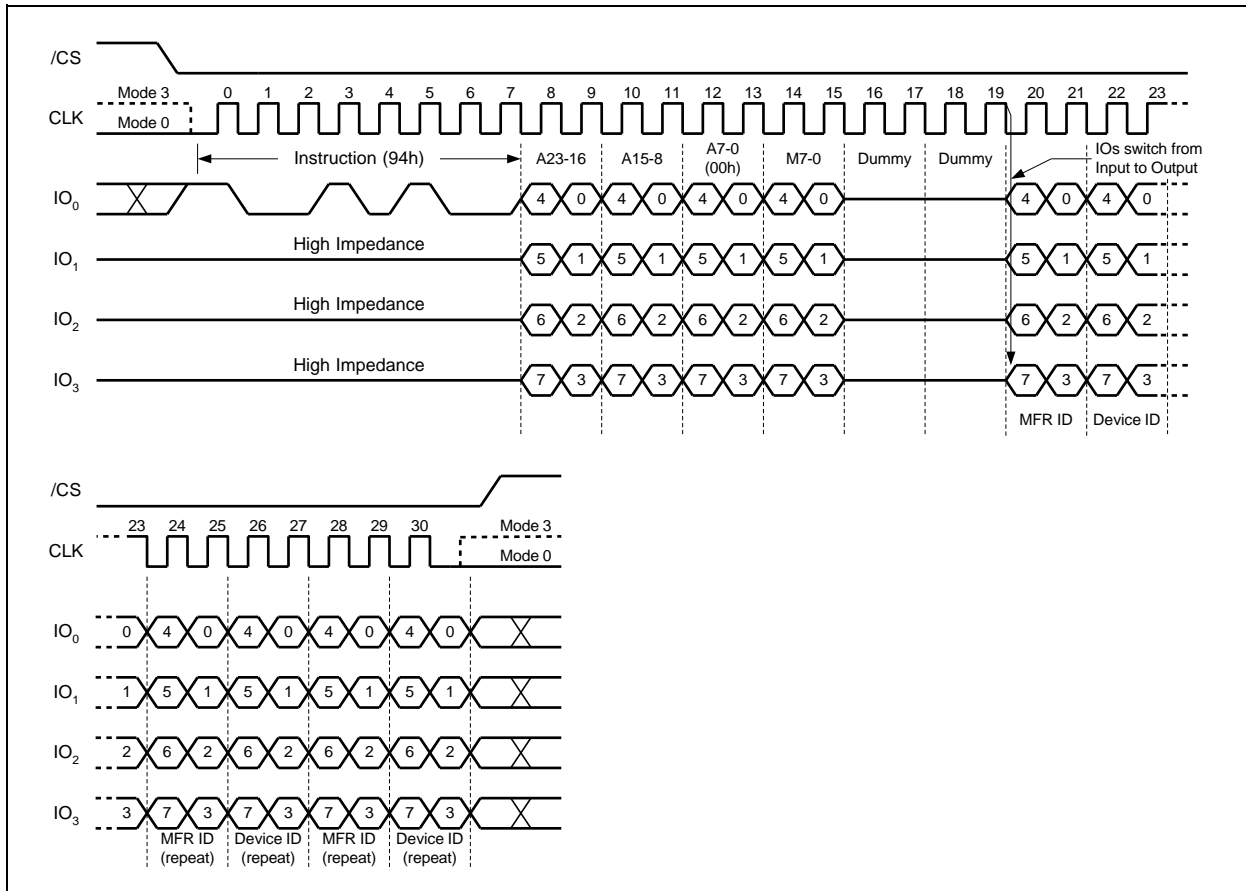 /CS
Mode 3 0 1 2 3 4 5 6 7 8 9 10 11 12 13 14 15 16 17 18 19 20 21 22 23
CLK
Mode 0
Instruction (94h) A23-16 A15-8 A7-0 (00h) M7-0 Dummy Dummy IOs switch from Input to Output
IO0 4 0 4 0 4 0 4 0 4 0 4 0
High Impedance
IO1 5 1 5 1 5 1 5 1 5 1 5 1
High Impedance
IO2 6 2 6 2 6 2 6 2 6 2 6 2
High Impedance
IO3 7 3 7 3 7 3 7 3 7 3 7 3
MFR ID Device ID
/CS
23 24 25 26 27 28 29 30 Mode 3
CLK
Mode 0
IO0 0 4 0 4 0 4 0 4 0
IO1 1 5 1 5 1 5 1 5 1
IO2 2 6 2 6 2 6 2 6 2
IO3 3 7 3 7 3 7 3 7 3
MFR ID (repeat) Device ID (repeat) MFR ID (repeat) Device ID (repeat)